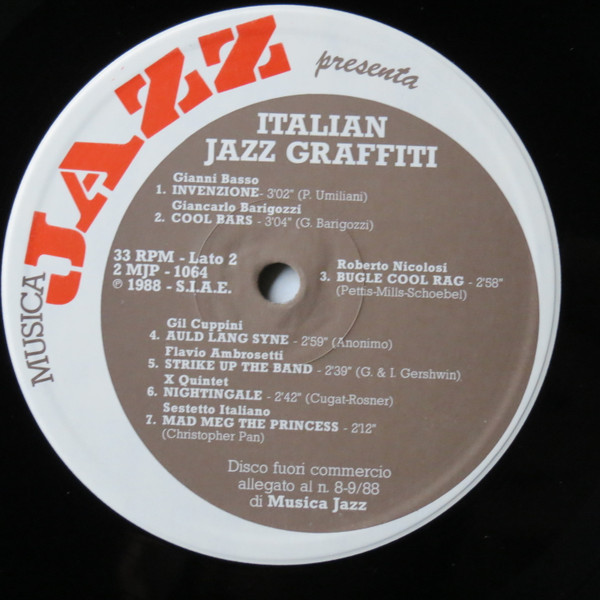 MUSICA JAZZ
presenta
ITALIAN
JAZZ GRAFFITI
Gianni Basso
1. INVENZIONE- 3'02" (P. Umiliani)
Giancarlo Barigozzi
2. COOL BARS - 3'04" (G. Barigozzi)
33 RPM - Lato 2
2 MJP - 1064
℗ 1988 - S.I.A.E.
Roberto Nicolosi
3. BUGLE COOL RAG - 2'58"
(Pettis-Mills-Schoebel)
Gil Cuppini
4. AULD LANG SYNE - 2'59" (Anonimo)
Flavio Ambrosetti
5. STRIKE UP THE BAND - 2'39" (G. & I. Gershwin)
X Quintet
6. NIGHTINGALE - 2'42" (Cugat-Rosner)
Sestetto Italiano
7. MAD MEG THE PRINCESS - 2'12"
(Christopher Pan)
Disco fuori commercio
allegato al n. 8-9/88
di Musica Jazz